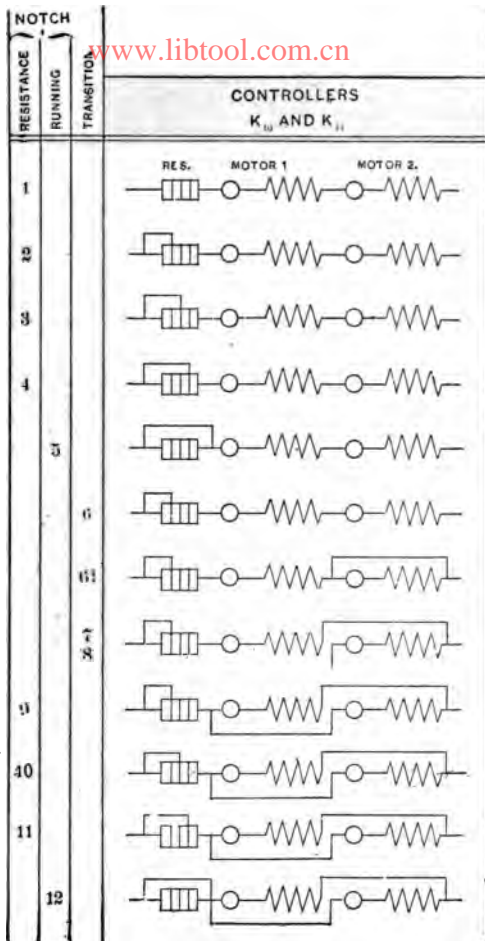 NOTCH
www.libtool.com.cn
RESISTANCE
RUNNING
TRANSITION
CONTROLLERS
K10 AND K11
RES. MOTOR 1 MOTOR 2.
1
2
3
4
5
6
9
10
11
12